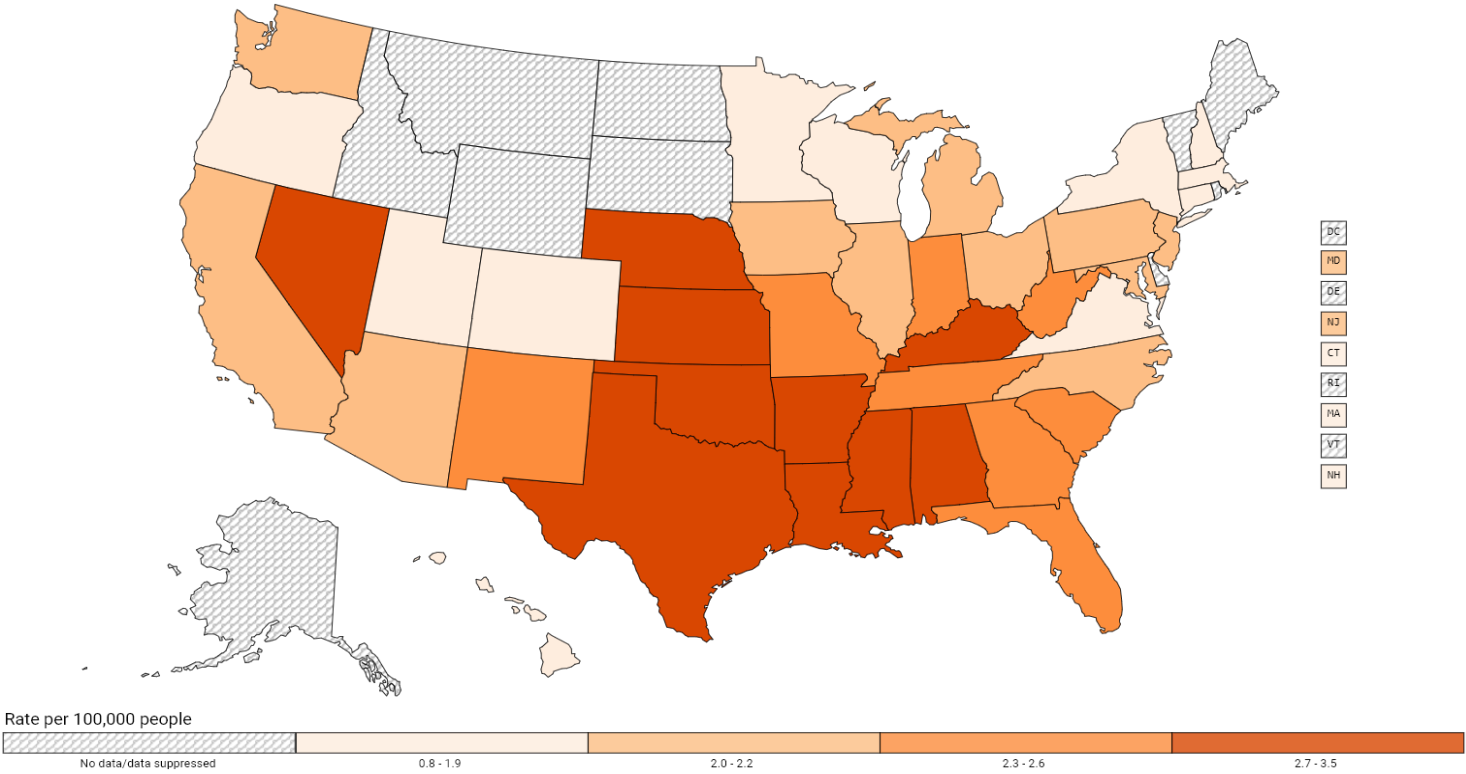 DC
MD
DE
NJ
CT
RI
MA
VT
NH
Rate per 100,000 people
No data/data suppressed
0.8 - 1.9
2.0 - 2.2
2.3 - 2.6
2.7 - 3.5